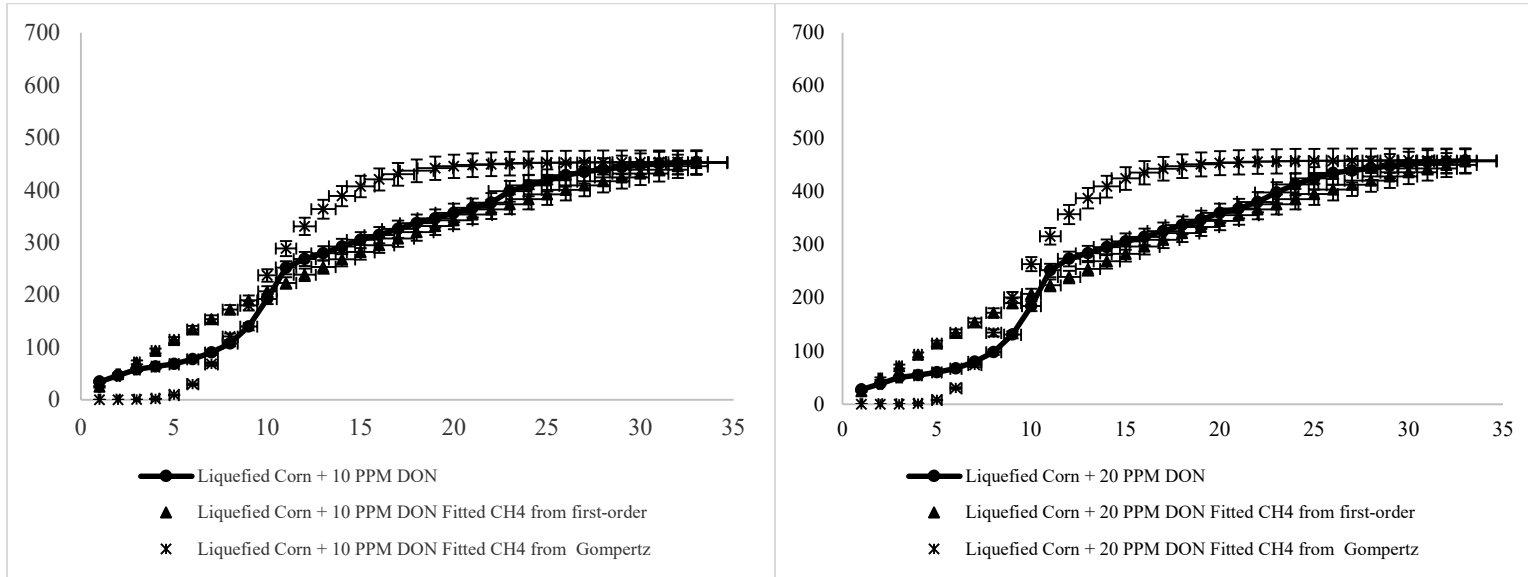 700
600
500
400
300
200
100
0
0 5 10 15 20 25 30 35
Liquefied Corn + 10 PPM DON
Liquefied Corn + 10 PPM DON Fitted CH4 from first-order
Liquefied Corn + 10 PPM DON Fitted CH4 from Gompertz
700
600
500
400
300
200
100
0
0 5 10 15 20 25 30 35
Liquefied Corn + 20 PPM DON
Liquefied Corn + 20 PPM DON Fitted CH4 from first-order
Liquefied Corn + 20 PPM DON Fitted CH4 from Gompertz